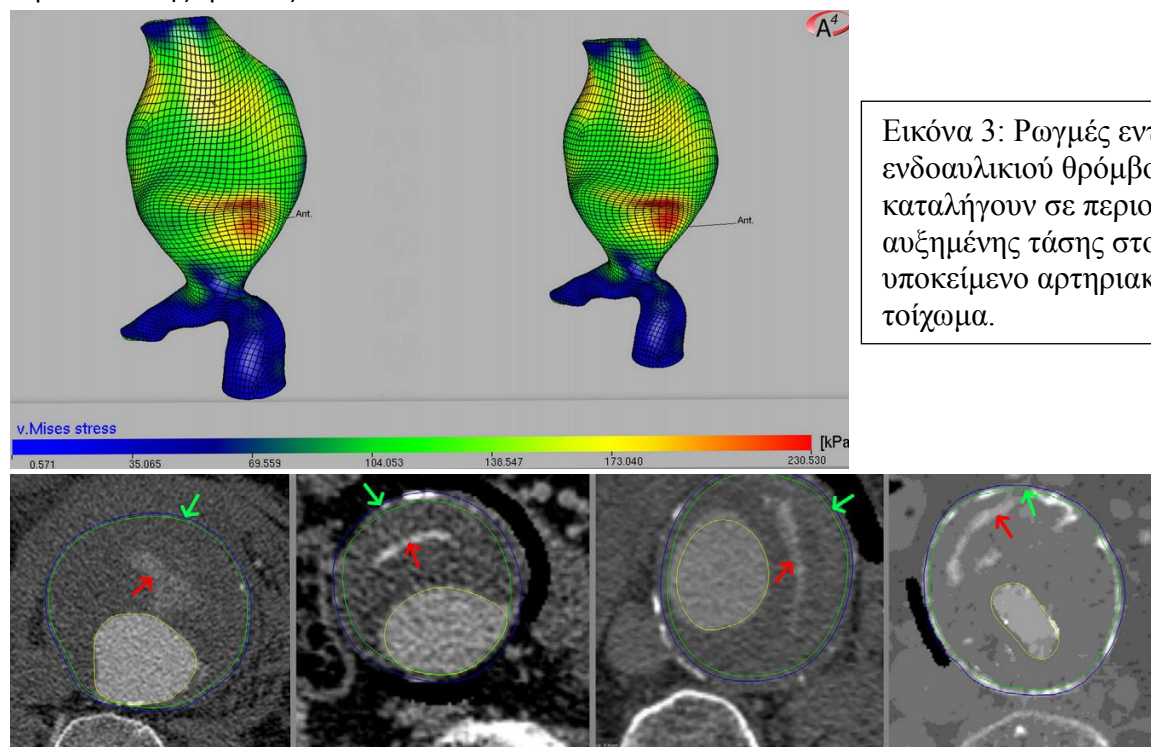 A4
Ant.
Ant.
v.Mises stress
[kPa
0.571 35.065 69.559 104.053 138.547 173.040 230.530
Εικόνα 3: Ρωγμές εντ
ενδοαυλικιού θρόμβο
καταλήγουν σε περιο
αυξημένης τάσης στο
υποκείμενο αρτηριακ
τοίχωμα.